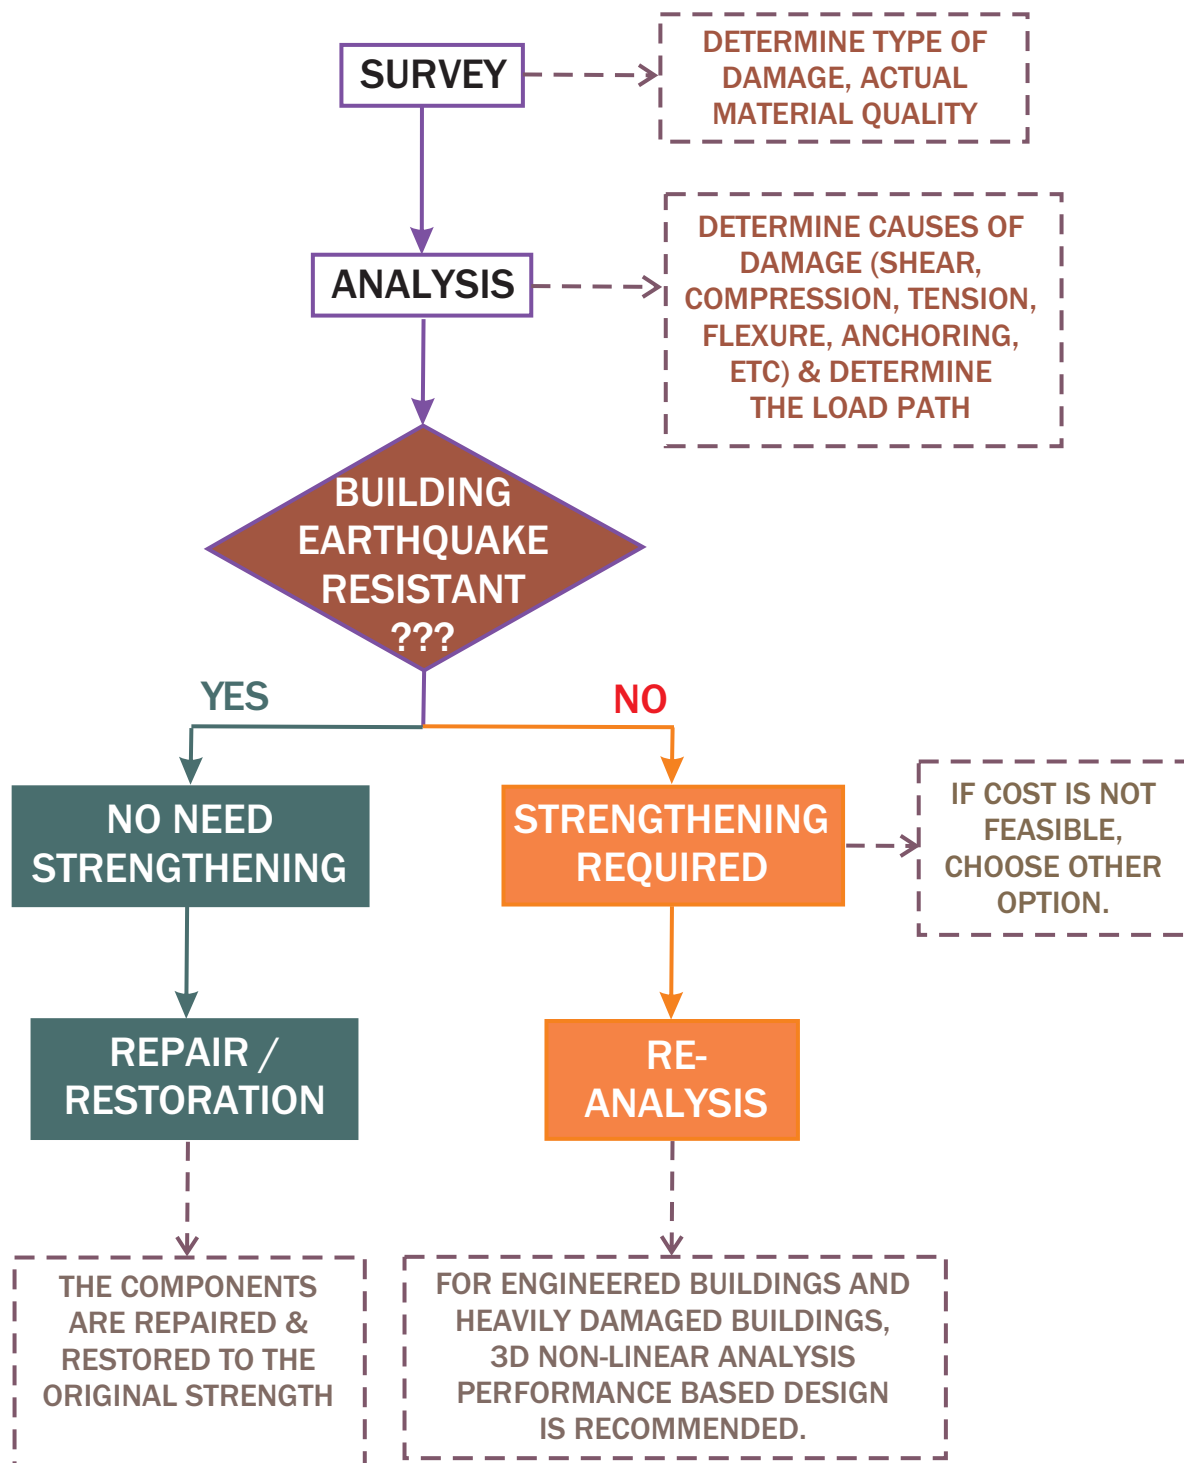 SURVEY
DETERMINE TYPE OF
DAMAGE, ACTUAL
MATERIAL QUALITY
ANALYSIS
DETERMINE CAUSES OF
DAMAGE (SHEAR,
COMPRESSION, TENSION,
FLEXURE, ANCHORING,
ETC) & DETERMINE
THE LOAD PATH
BUILDING
EARTHQUAKE
RESISTANT
???
YES
NO
NO NEED
STRENGTHENING
STRENGTHENING
REQUIRED
IF COST IS NOT
FEASIBLE,
CHOOSE OTHER
OPTION.
REPAIR /
RESTORATION
RE-
ANALYSIS
THE COMPONENTS
ARE REPAIRED &
RESTORED TO THE
ORIGINAL STRENGTH
FOR ENGINEERED BUILDINGS AND
HEAVILY DAMAGED BUILDINGS,
3D NON-LINEAR ANALYSIS
PERFORMANCE BASED DESIGN
IS RECOMMENDED.